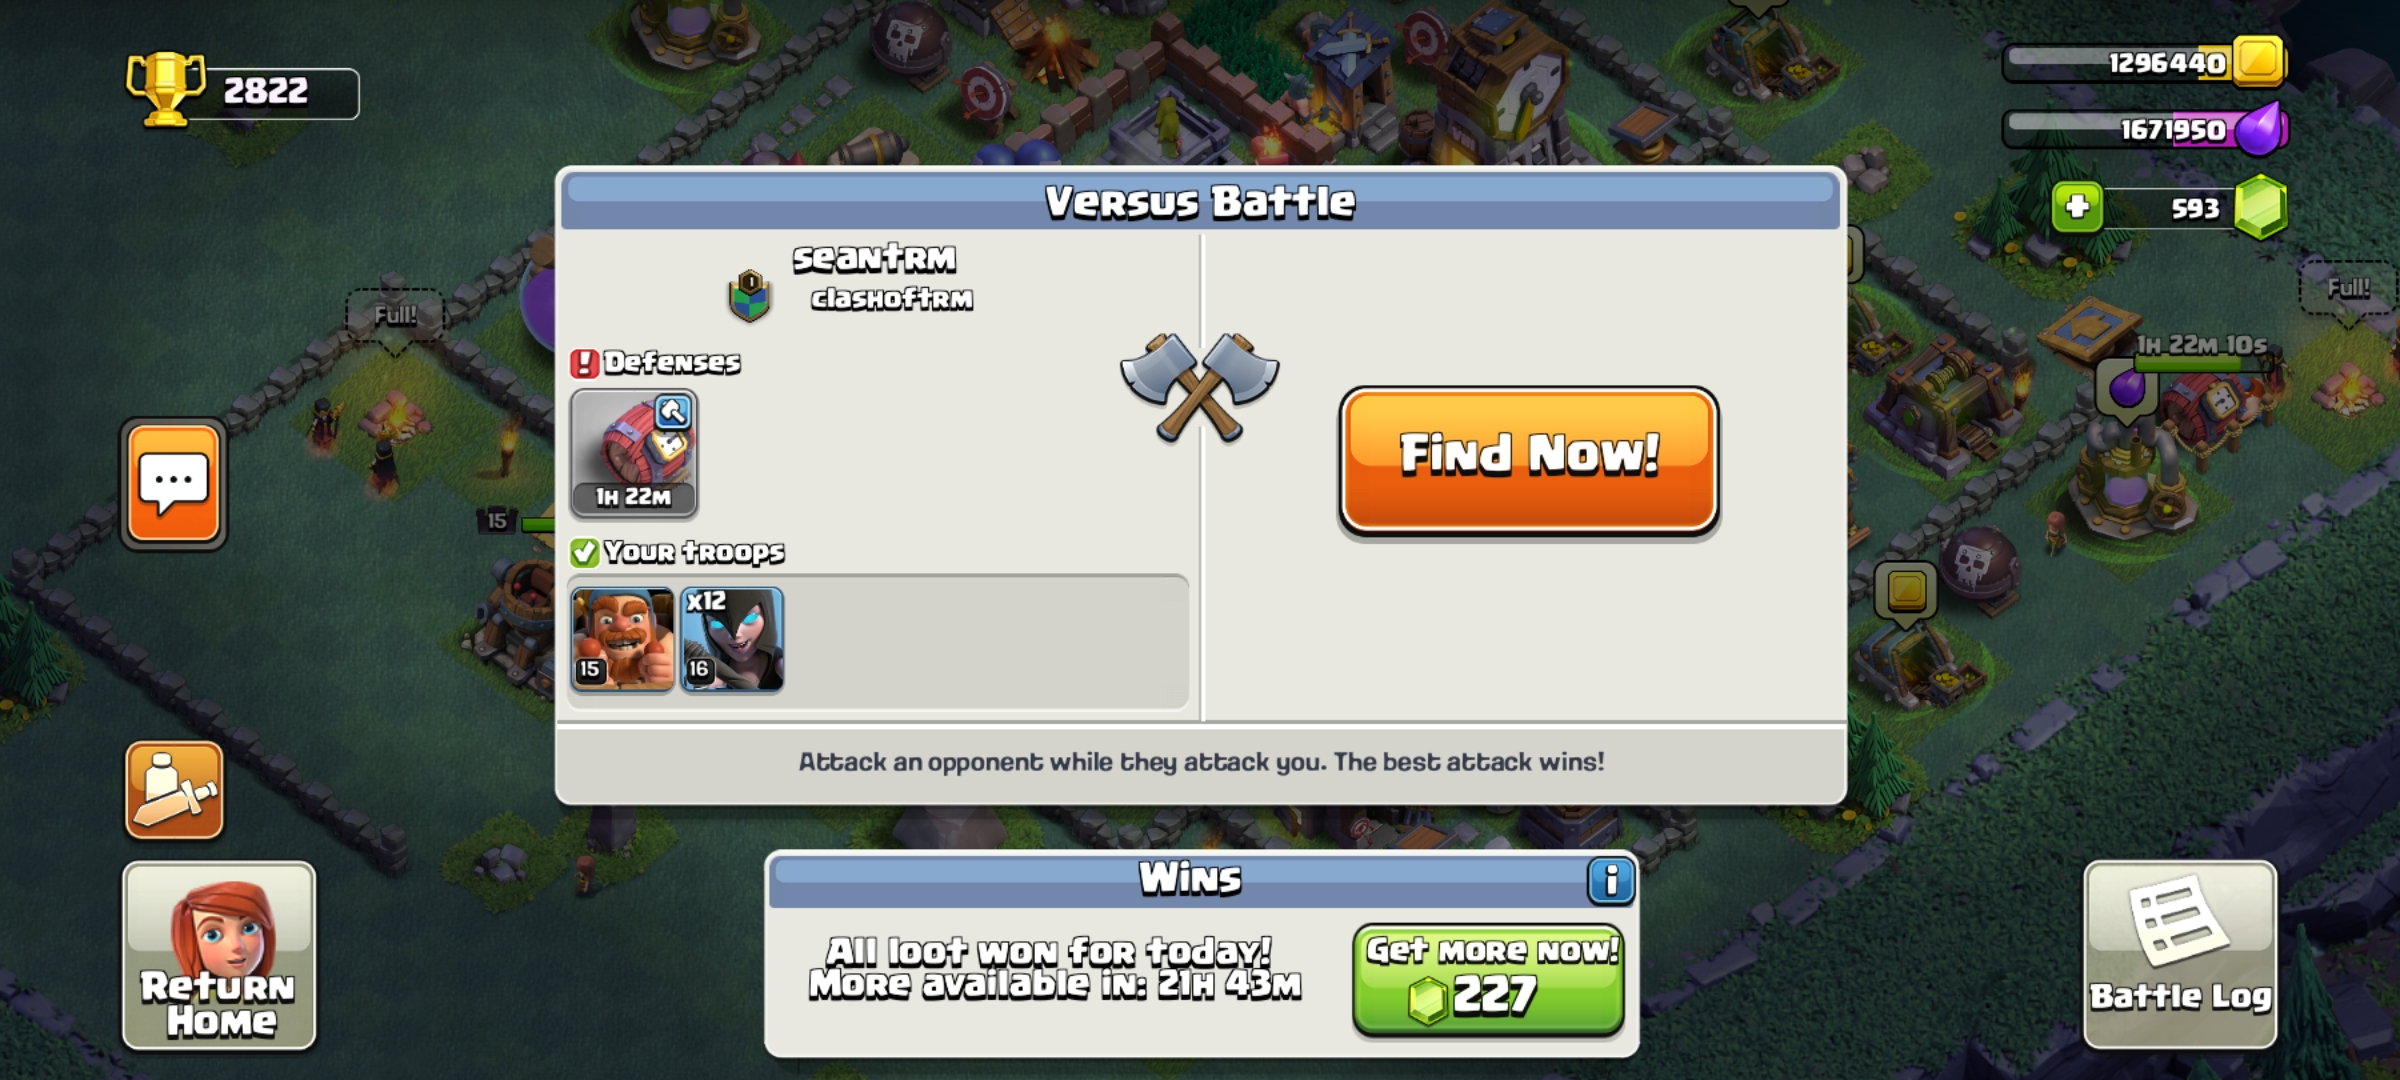 2822
1296440
1671950
593
Versus Battle
seantrm
1
clashoftrm
Full!
Full!
1h 22m 10s
Defenses
1h 22m
Find Now!
15
Your troops
x12
15
16
Attack an opponent while they attack you. The best attack wins!
Wins
i
All loot won for today!
More available in: 21h 43m
Get more now!
227
Return
Home
Battle Log